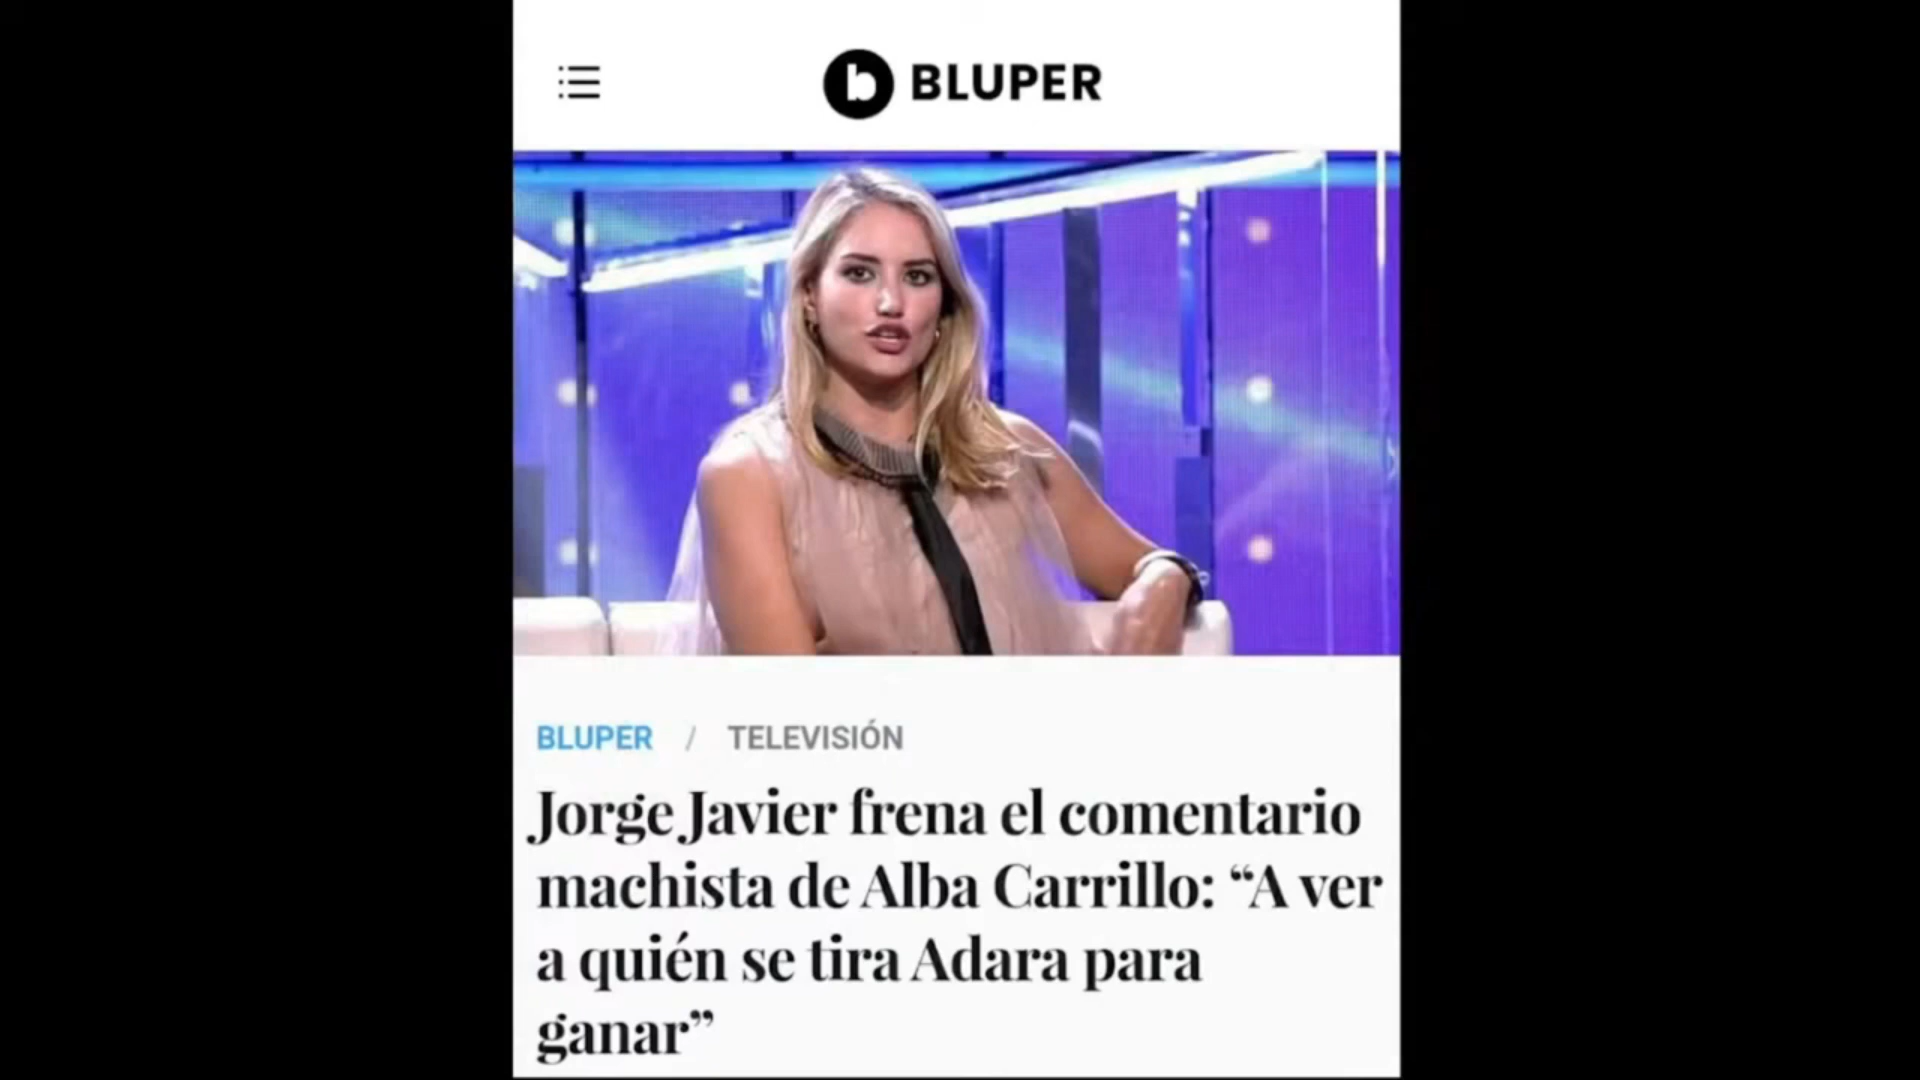 BLUPER
BLUPER / TELEVISIÓN
Jorge Javier frena el comentario
machista de Alba Carrillo: “A ver
a quién se tira Adara para
ganar”